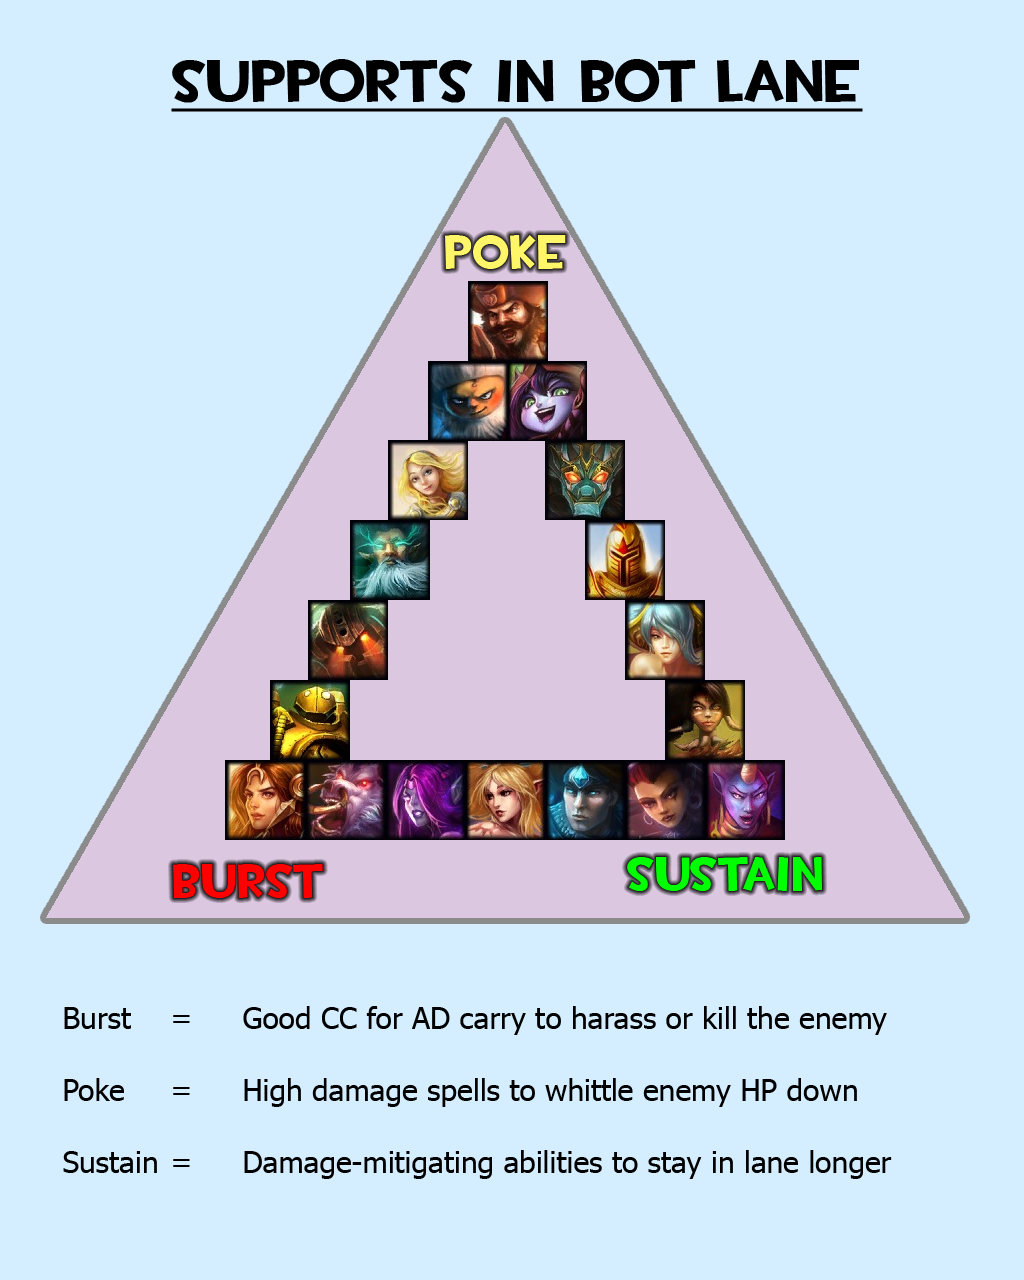 SUPPORTS IN BOT LANE
POKE
BURST
SUSTAIN
Burst = Good CC for AD carry to harass or kill the enemy
Poke = High damage spells to whittle enemy HP down
Sustain = Damage-mitigating abilities to stay in lane longer